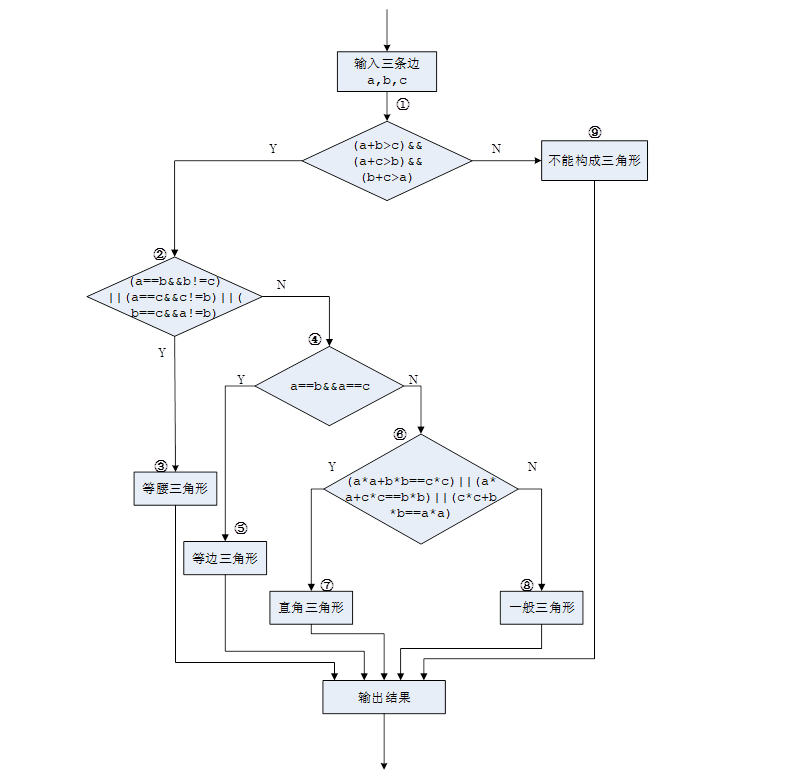 输入三条边
a,b,c
①
⑨
(a+b>c)&&
(a+c>b)&&
(b+c>a)
Y
N
不能构成三角形
②
(a==b&&b!=c)
||(a==c&&c!=b)||(
b==c&&a!=b)
N
Y
④
a==b&&a==c
Y
N
⑥
(a*a+b*b==c*c)||(a*
a+c*c==b*b)||(c*c+b
*b==a*a)
Y
N
③
等腰三角形
⑤
等边三角形
⑦
直角三角形
⑧
一般三角形
输出结果